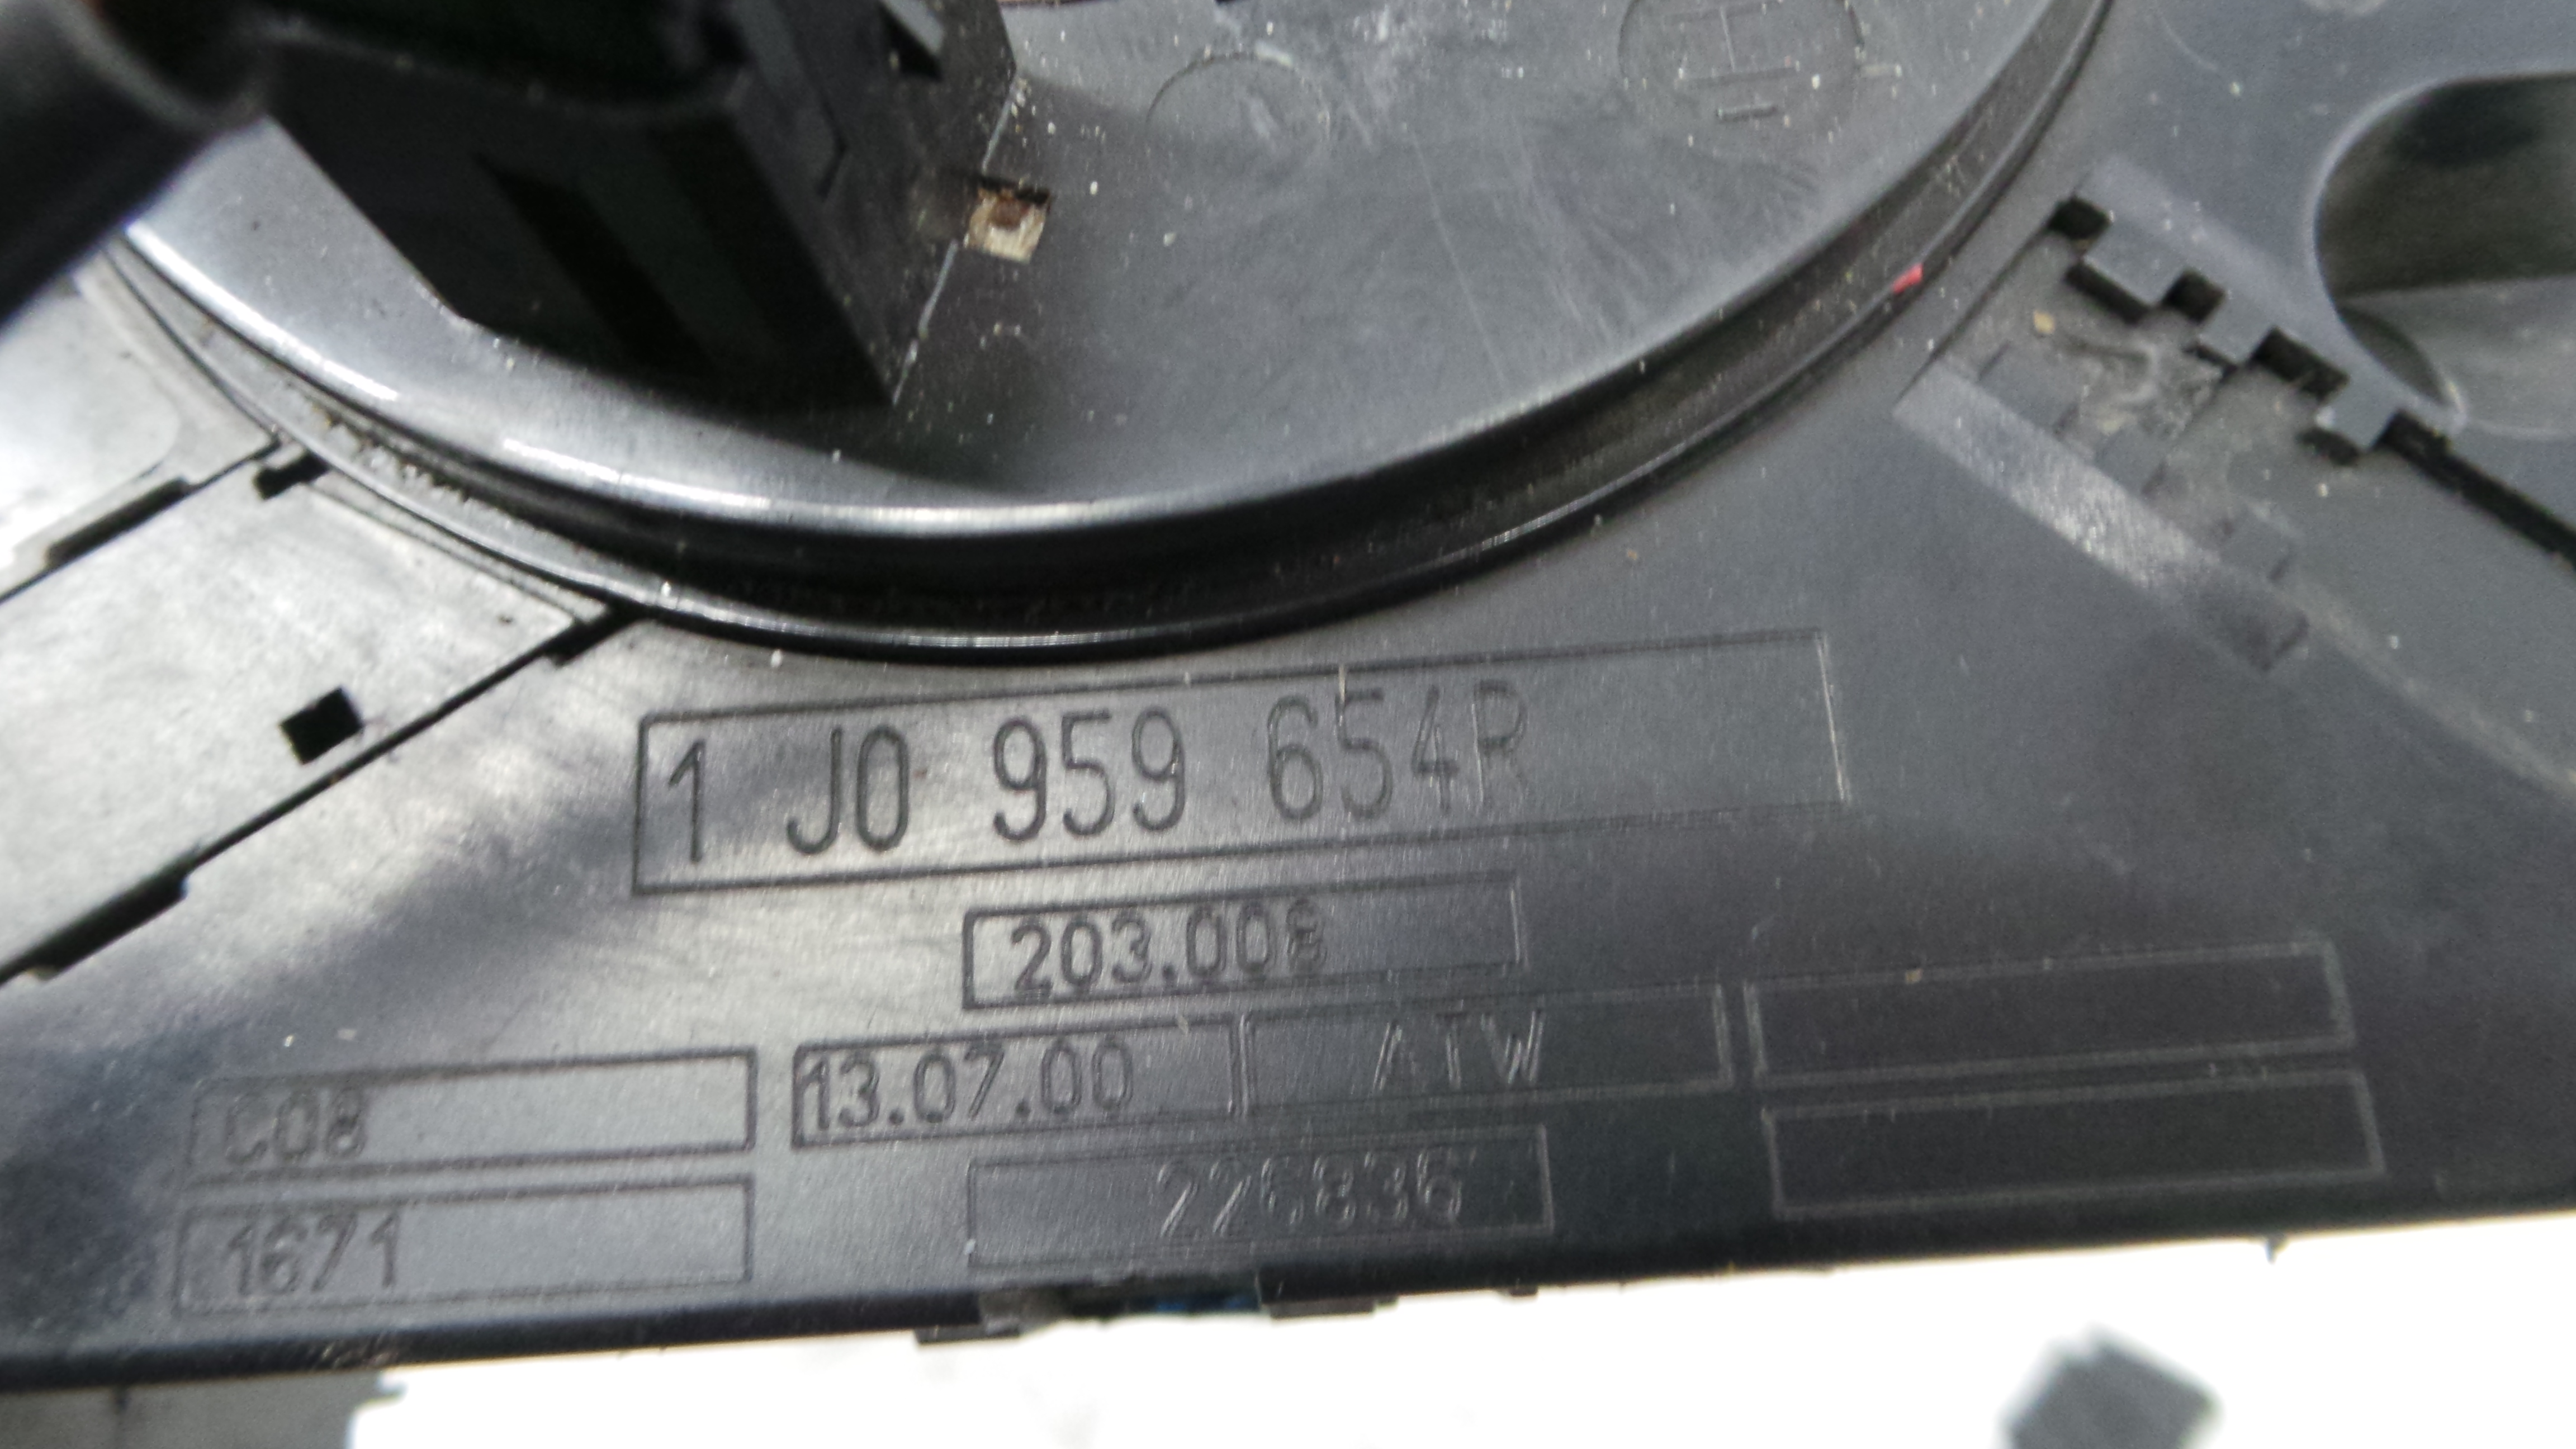 1 J0 959 654R
203.008
C08
13.07.00
ATW
1671
226836